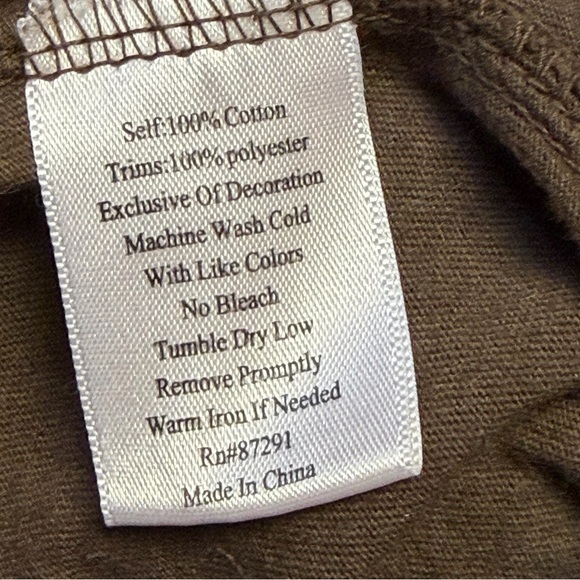 Self:100% Cotton
Trims:100% polyester
Exclusive Of Decoration
Machine Wash Cold
With Like Colors
No Bleach
Tumble Dry Low
Remove Promptly
Warm Iron If Needed
Rn#87291
Made In China